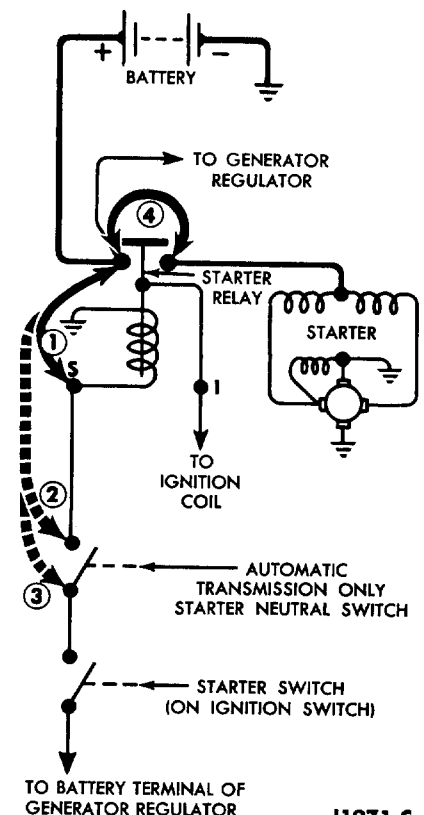 + −
BATTERY
TO GENERATOR
REGULATOR
4
STARTER
RELAY
STARTER
1
S
I
TO
IGNITION
COIL
2
3
AUTOMATIC
TRANSMISSION ONLY
STARTER NEUTRAL SWITCH
STARTER SWITCH
(ON IGNITION SWITCH)
TO BATTERY TERMINAL OF
GENERATOR REGULATOR